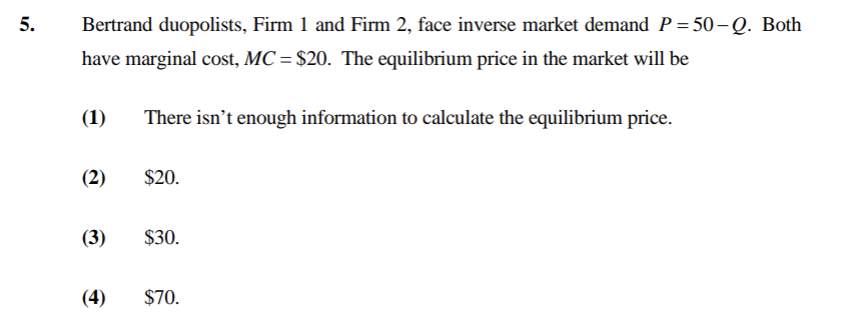 5. Bertrand duopolists, Firm 1 and Firm 2, face inverse market demand P = 50 – Q. Both
have marginal cost, MC = $20. The equilibrium price in the market will be
(1) There isn’t enough information to calculate the equilibrium price.
(2) $20.
(3) $30.
(4) $70.